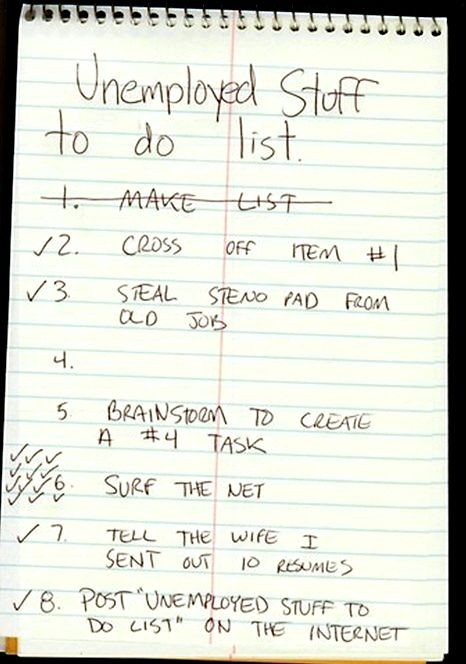 Unemployed Stuff
to do list.
1. MAKE LIST
✓2. CROSS OFF ITEM #1
✓3. STEAL STENO PAD FROM
OLD JOB
4.
5. BRAINSTORM TO CREATE
A #4 TASK
✓✓✓✓✓✓✓✓✓✓✓✓6. SURF THE NET
✓7. TELL THE WIFE I
SENT OUT 10 RESUMES
✓8. POST "UNEMPLOYED STUFF TO
DO LIST" ON THE INTERNET